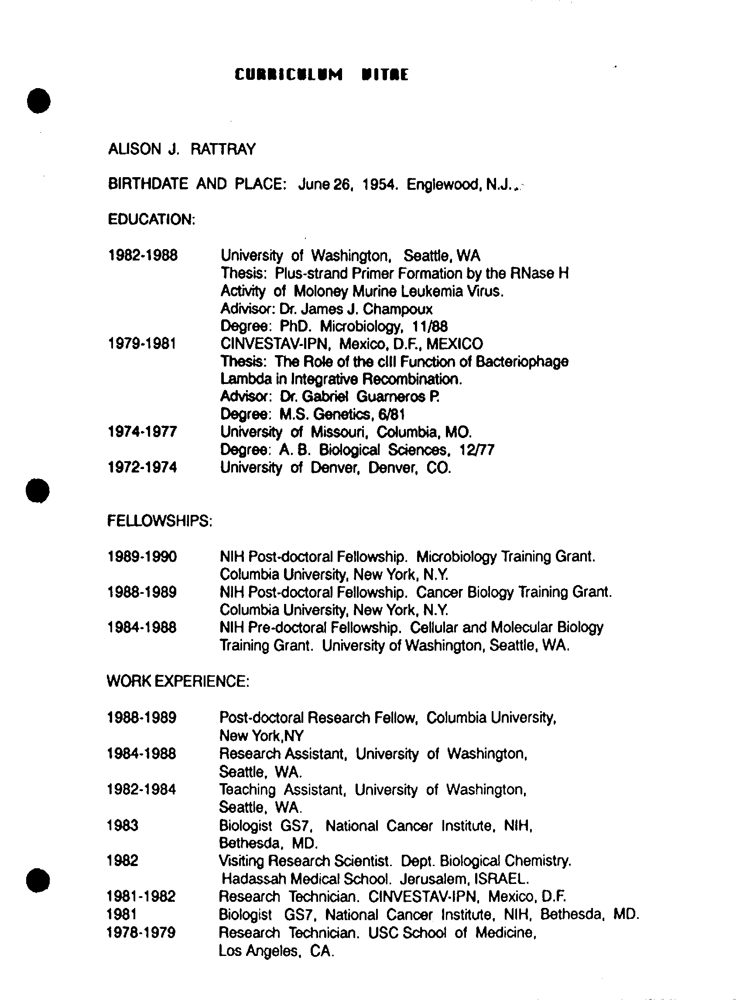 CURRICULUM VITAE
ALISON J. RATTRAY
BIRTHDATE AND PLACE: June 26, 1954. Englewood, N.J..
EDUCATION:
1982-1988 University of Washington, Seattle, WA
Thesis: Plus-strand Primer Formation by the RNase H
Activity of Moloney Murine Leukemia Virus.
Adivisor: Dr. James J. Champoux
Degree: PhD. Microbiology, 11/88
1979-1981 CINVESTAV-IPN, Mexico, D.F., MEXICO
Thesis: The Role of the cIII Function of Bacteriophage
Lambda in Integrative Recombination.
Advisor: Dr. Gabriel Guarneros P.
Degree: M.S. Genetics, 6/81
1974-1977 University of Missouri, Columbia, MO.
Degree: A. B. Biological Sciences, 12/77
1972-1974 University of Denver, Denver, CO.
FELLOWSHIPS:
1989-1990 NIH Post-doctoral Fellowship. Microbiology Training Grant.
Columbia University, New York, N.Y.
1988-1989 NIH Post-doctoral Fellowship. Cancer Biology Training Grant.
Columbia University, New York, N.Y.
1984-1988 NIH Pre-doctoral Fellowship. Cellular and Molecular Biology
Training Grant. University of Washington, Seattle, WA.
WORK EXPERIENCE:
1988-1989 Post-doctoral Research Fellow, Columbia University,
New York,NY
1984-1988 Research Assistant, University of Washington,
Seattle, WA.
1982-1984 Teaching Assistant, University of Washington,
Seattle, WA.
1983 Biologist GS7, National Cancer Institute, NIH,
Bethesda, MD.
1982 Visiting Research Scientist. Dept. Biological Chemistry.
Hadassah Medical School. Jerusalem, ISRAEL.
1981-1982 Research Technician. CINVESTAV-IPN, Mexico, D.F.
1981 Biologist GS7, National Cancer Institute, NIH, Bethesda, MD.
1978-1979 Research Technician. USC School of Medicine,
Los Angeles, CA.